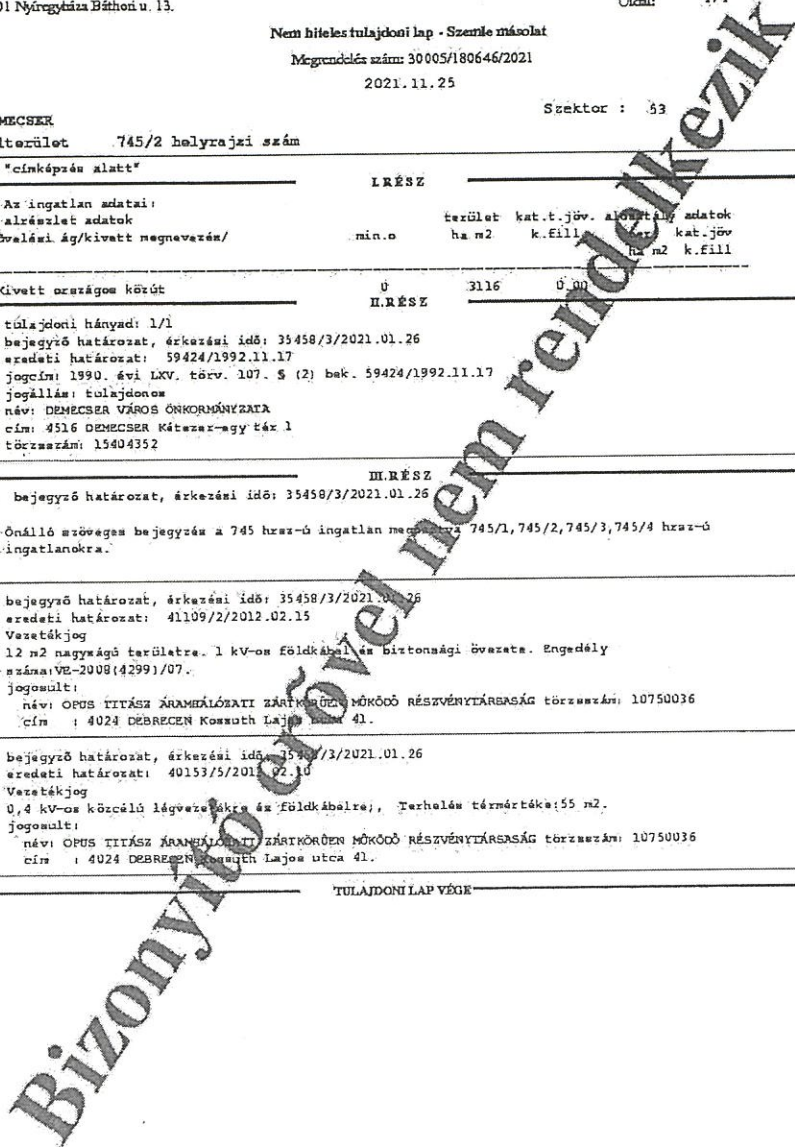 01 Nyíregyháza Báthori u. 13.
Oldal: 1/1
Nem hiteles tulajdoni lap - Szemle másolat
Megrendelés szám: 30005/180646/2021
2021.11.25
Szektor : 53
MECSER
lterület 745/2 helyrajzi szám
"címképzés alatt"
I.RÉSZ
Az ingatlan adatai:
alrészlet adatok terület kat.t.jöv. alosztály adatok
űvelési ág/kivett megnevezés/ min.o ha m2 k.fill ter. kat.jöv
ha m2 k.fill
Kivett országos közút 0 3116 0.00
II.RÉSZ
tulajdoni hányad: 1/1
bejegyző határozat, érkezési idő: 35458/3/2021.01.26
eredeti határozat: 59424/1992.11.17
jogcím: 1990. évi LXV. törv. 107. § (2) bek. 59424/1992.11.17
jogállás: tulajdonos
név: DEMECSER VÁROS ÖNKORMÁNYZATA
cím: 4516 DEMECSER Kétezer-egy tér 1
törzsszám: 15404352
III.RÉSZ
bejegyző határozat, érkezési idő: 35458/3/2021.01.26
Önálló szöveges bejegyzés a 745 hrsz-ú ingatlan megosztva 745/1,745/2,745/3,745/4 hrsz-ú
ingatlanokra.
bejegyző határozat, érkezési idő: 35458/3/2021.01.26
eredeti határozat: 41109/2/2012.02.15
Vezetékjog
12 m2 nagyságú területre. 1 kV-os földkábel és biztonsági övezete. Engedély
száma:VE-2008(4299)/07.
jogosult:
név: OPUS TITÁSZ ÁRAMHÁLÓZATI ZÁRTKÖRŰEN MŰKÖDŐ RÉSZVÉNYTÁRSASÁG törzsszám: 10750036
cím : 4024 DEBRECEN Kossuth Lajos utca 41.
bejegyző határozat, érkezési idő: 35458/3/2021.01.26
eredeti határozat: 40153/5/2013.02.10
Vezetékjog
0,4 kV-os közcélú légvezetékre és földkábelre;, Terhelés térmértéke:55 m2.
jogosult:
név: OPUS TITÁSZ ÁRAMHÁLÓZATI ZÁRTKÖRŰEN MŰKÖDŐ RÉSZVÉNYTÁRSASÁG törzsszám: 10750036
cím : 4024 DEBRECEN Kossuth Lajos utca 41.
TULAJDONI LAP VÉGE
Bizonyító erővel nem rendelkezik